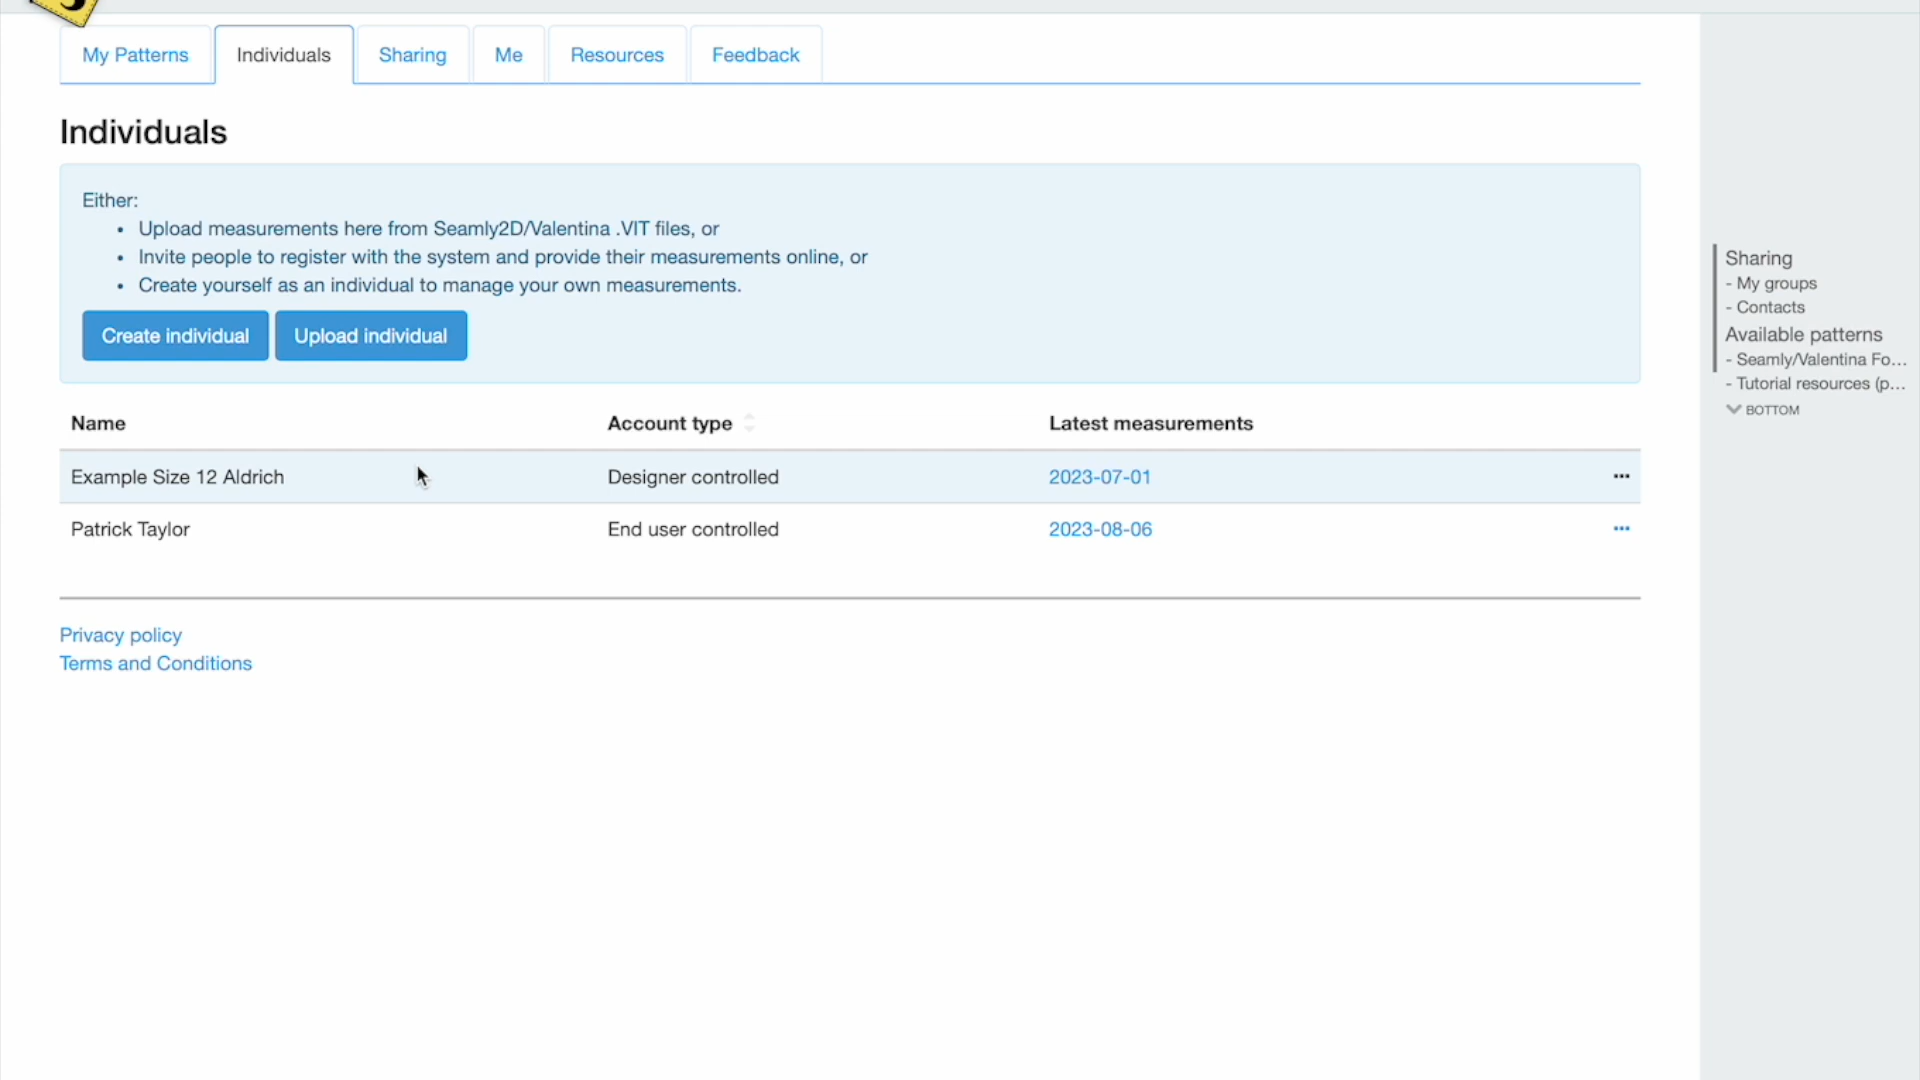 My Patterns
Individuals
Sharing
Me
Resources
Feedback
Individuals
Either:
• Upload measurements here from Seamly2D/Valentina .VIT files, or
• Invite people to register with the system and provide their measurements online, or
• Create yourself as an individual to manage your own measurements.
Create individual
Upload individual
Name Account type Latest measurements
Example Size 12 Aldrich Designer controlled 2023-07-01 ...
Patrick Taylor End user controlled 2023-08-06 ...
Privacy policy
Terms and Conditions
Sharing
- My groups
- Contacts
Available patterns
- Seamly/Valentina Fo...
- Tutorial resources (p...
BOTTOM